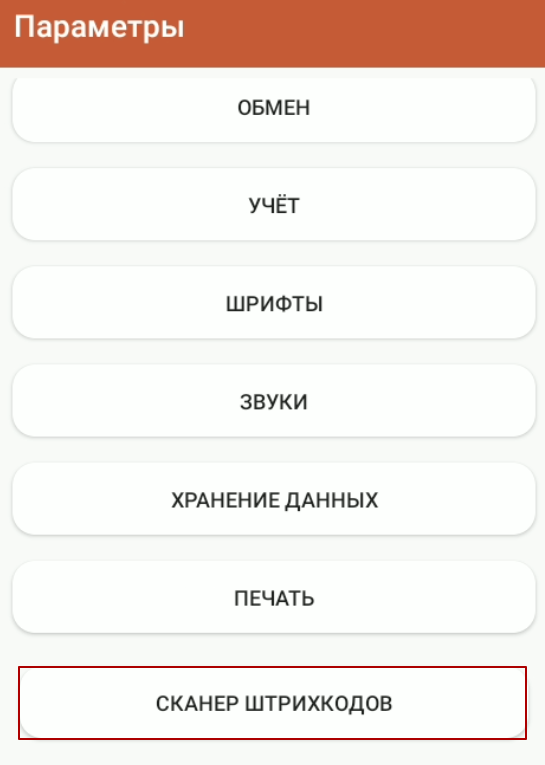 Параметры
ОБМЕН
УЧЁТ
ШРИФТЫ
ЗВУКИ
ХРАНЕНИЕ ДАННЫХ
ПЕЧАТЬ
СКАНЕР ШТРИХКОДОВ